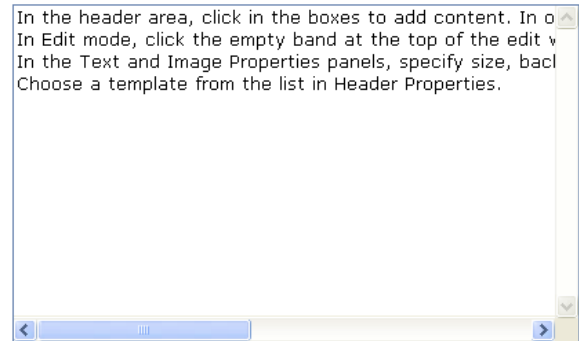 In the header area, click in the boxes to add content. In
In Edit mode, click the empty band at the top of the edit
In the Text and Image Properties panels, specify size,
Choose a template from the list in Header Properties.